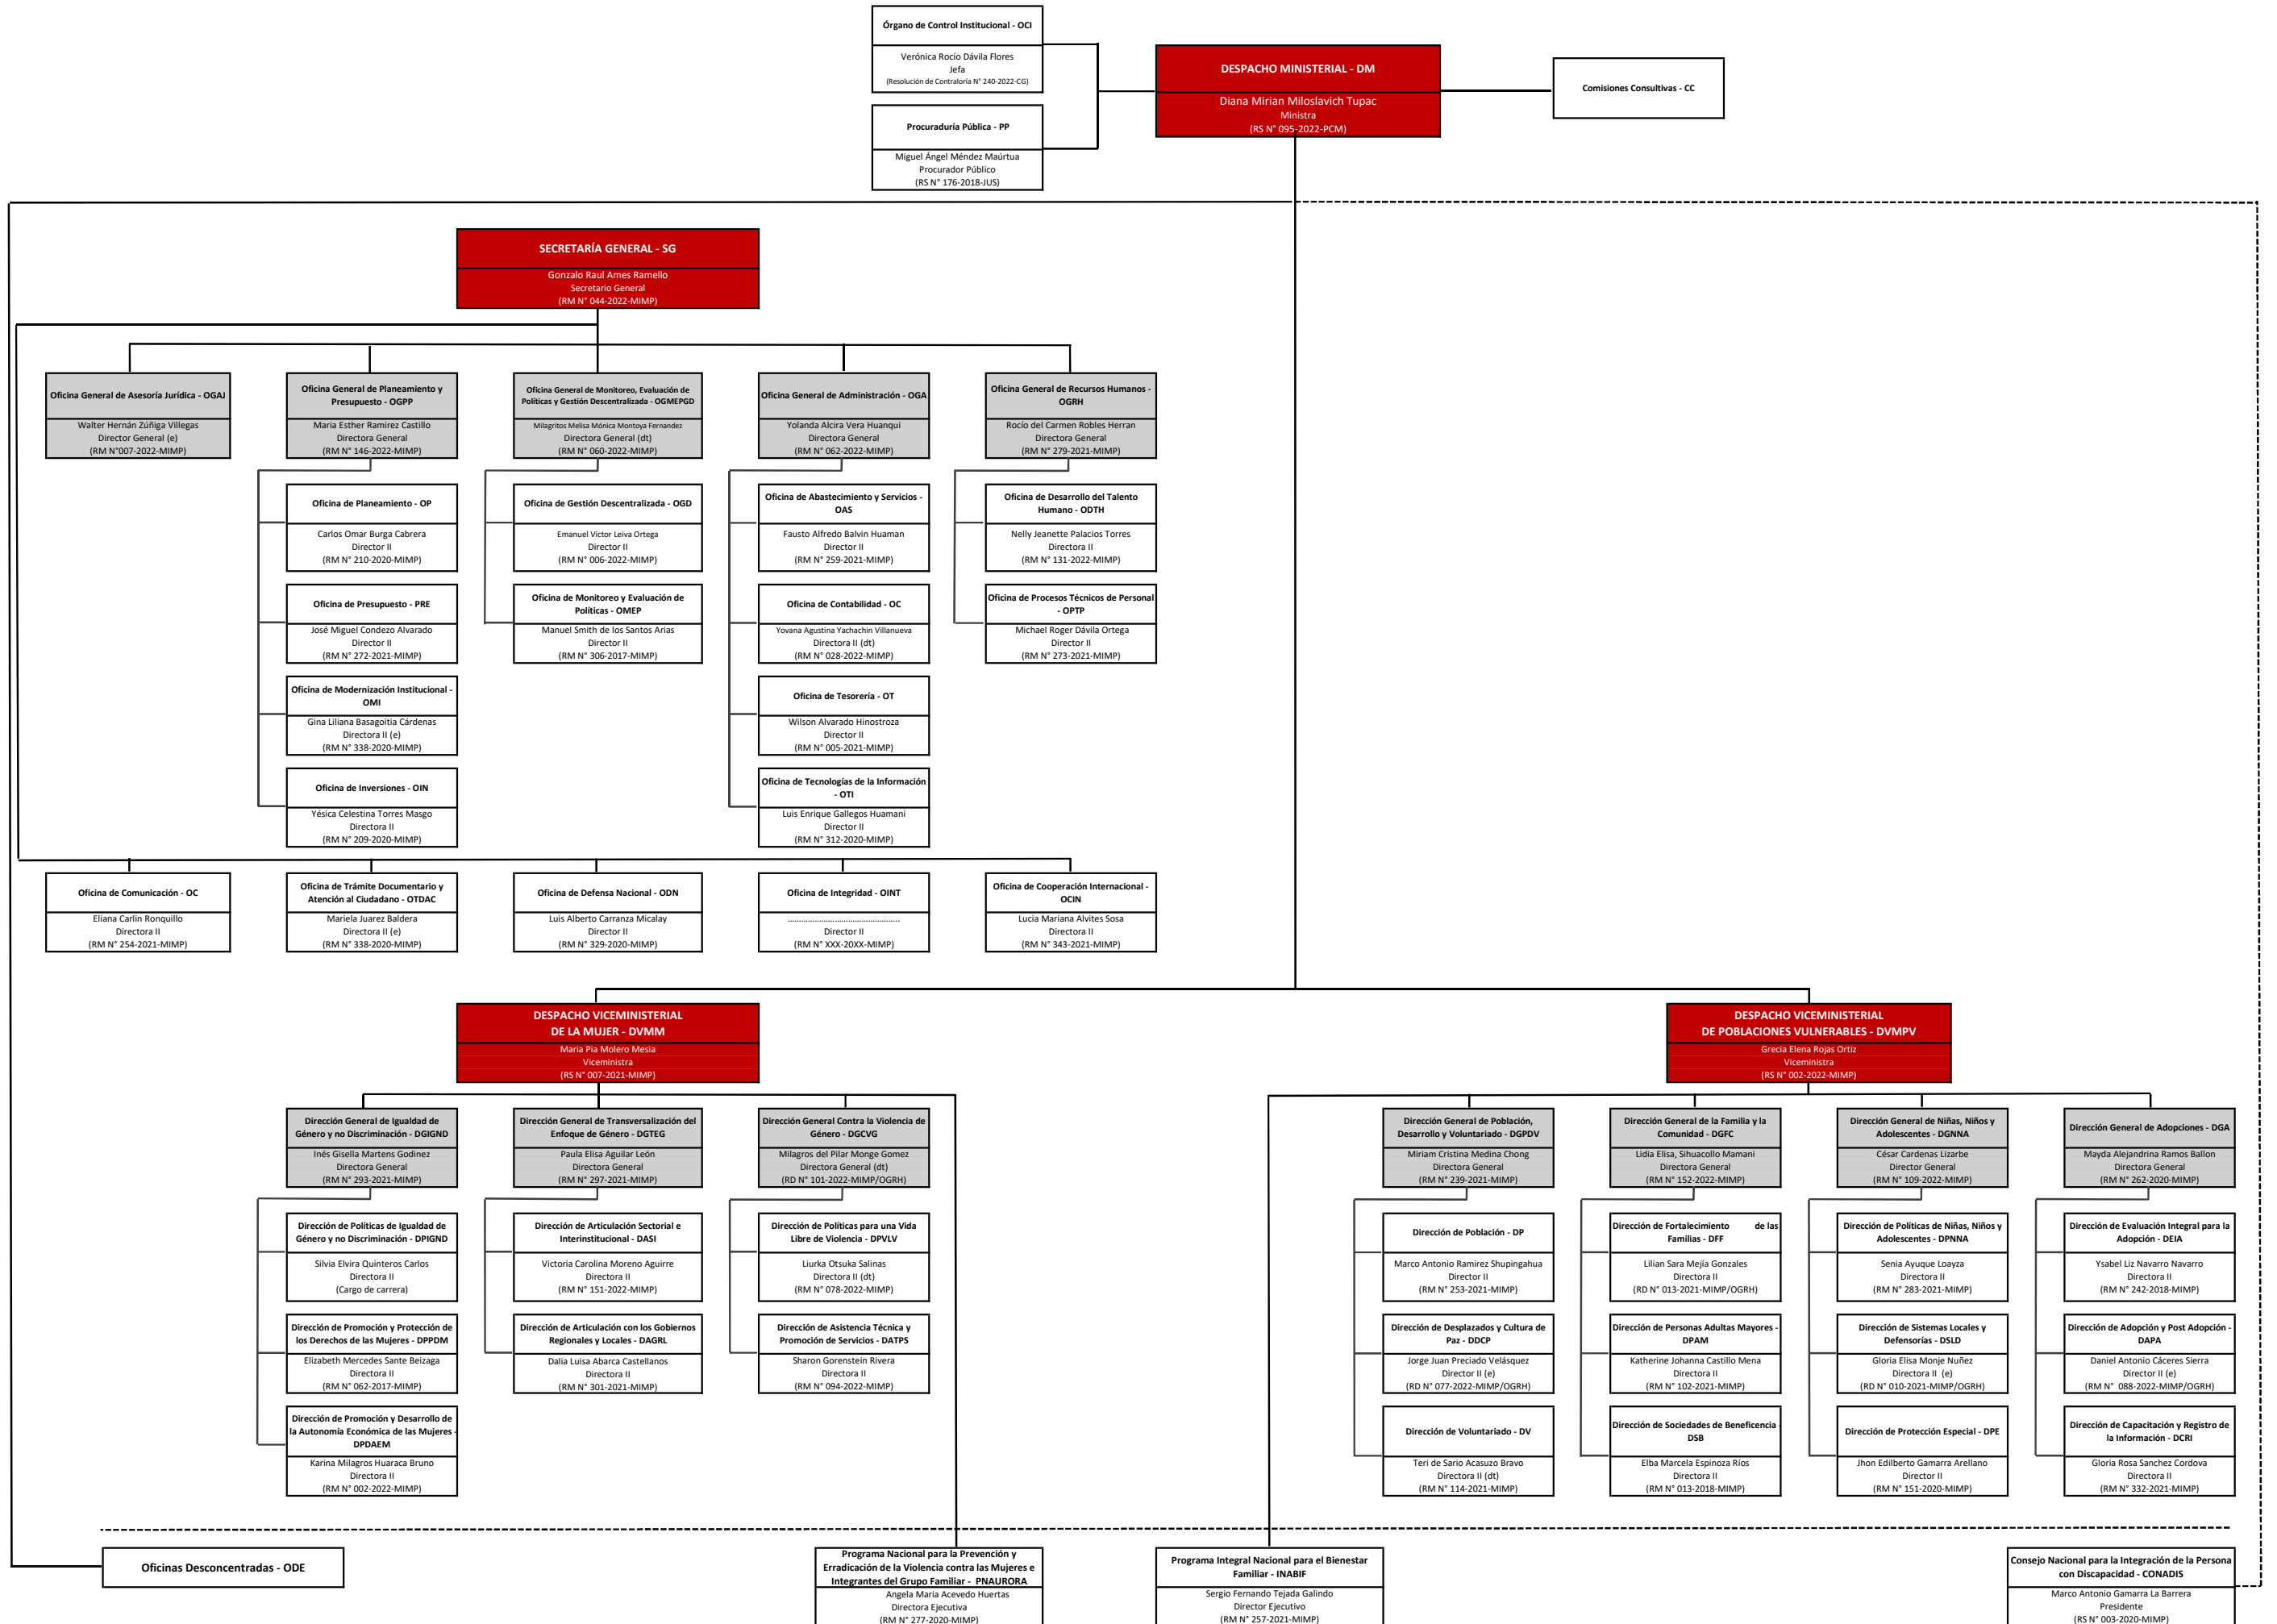 Órgano de Control Institucional - OCI
Verónica Rocío Dávila Flores
Jefa
(Resolución de Contraloría N° 240-2022-CG)
Procuraduría Pública - PP
Miguel Ángel Méndez Maúrtua
Procurador Público
(RS N° 176-2018-JUS)
DESPACHO MINISTERIAL - DM
Diana Mirian Miloslavich Tupac
Ministra
(RS N° 095-2022-PCM)
Comisiones Consultivas - CC
SECRETARÍA GENERAL - SG
Gonzalo Raul Ames Ramello
Secretario General
(RM N° 044-2022-MIMP)
Oficina General de Asesoría Jurídica - OGAJ
Walter Hernán Zúñiga Villegas
Director General (e)
(RM N°007-2022-MIMP)
Oficina General de Planeamiento y
Presupuesto - OGPP
Maria Esther Ramirez Castillo
Directora General
(RM N° 146-2022-MIMP)
Oficina General de Monitoreo, Evaluación de
Políticas y Gestión Descentralizada - OGMEPGD
Milagritos Melisa Mónica Montoya Fernandez
Directora General (dt)
(RM N° 060-2022-MIMP)
Oficina General de Administración - OGA
Yolanda Alcira Vera Huanqui
Directora General
(RM N° 062-2022-MIMP)
Oficina General de Recursos Humanos -
OGRH
Rocío del Carmen Robles Herran
Directora General
(RM N° 279-2021-MIMP)
Oficina de Planeamiento - OP
Carlos Omar Burga Cabrera
Director II
(RM N° 210-2020-MIMP)
Oficina de Gestión Descentralizada - OGD
Emanuel Víctor Leiva Ortega
Director II
(RM N° 006-2022-MIMP)
Oficina de Abastecimiento y Servicios -
OAS
Fausto Alfredo Balvin Huaman
Director II
(RM N° 259-2021-MIMP)
Oficina de Desarrollo del Talento
Humano - ODTH
Nelly Jeanette Palacios Torres
Directora II
(RM N° 131-2022-MIMP)
Oficina de Presupuesto - PRE
José Miguel Condezo Alvarado
Director II
(RM N° 272-2021-MIMP)
Oficina de Monitoreo y Evaluación de
Políticas - OMEP
Manuel Smith de los Santos Arias
Director II
(RM N° 306-2017-MIMP)
Oficina de Contabilidad - OC
Yovana Agustina Yachachin Villanueva
Directora II (dt)
(RM N° 028-2022-MIMP)
Oficina de Procesos Técnicos de Personal
- OPTP
Michael Roger Dávila Ortega
Director II
(RM N° 273-2021-MIMP)
Oficina de Modernización Institucional -
OMI
Gina Liliana Basagoitia Cárdenas
Directora II (e)
(RM N° 338-2020-MIMP)
Oficina de Tesorería - OT
Wilson Alvarado Hinostroza
Director II
(RM N° 005-2021-MIMP)
Oficina de Inversiones - OIN
Yésica Celestina Torres Masgo
Directora II
(RM N° 209-2020-MIMP)
Oficina de Tecnologías de la Información
- OTI
Luis Enrique Gallegos Huamani
Director II
(RM N° 312-2020-MIMP)
Oficina de Comunicación - OC
Eliana Carlin Ronquillo
Directora II
(RM N° 254-2021-MIMP)
Oficina de Trámite Documentario y
Atención al Ciudadano - OTDAC
Mariela Juarez Baldera
Directora II (e)
(RM N° 338-2020-MIMP)
Oficina de Defensa Nacional - ODN
Luis Alberto Carranza Micalay
Director II
(RM N° 329-2020-MIMP)
Oficina de Integridad - OINT
................................................
Director II
(RM N° XXX-20XX-MIMP)
Oficina de Cooperación Internacional -
OCIN
Lucia Mariana Alvites Sosa
Directora II
(RM N° 343-2021-MIMP)
DESPACHO VICEMINISTERIAL
DE LA MUJER - DVMM
Maria Pia Molero Mesia
Viceministra
(RS N° 007-2021-MIMP)
DESPACHO VICEMINISTERIAL
DE POBLACIONES VULNERABLES - DVMPV
Grecia Elena Rojas Ortiz
Viceministra
(RS N° 002-2022-MIMP)
Dirección General de Igualdad de
Género y no Discriminación - DGIGND
Inés Gisella Martens Godinez
Directora General
(RM N° 293-2021-MIMP)
Dirección General de Transversalización del
Enfoque de Género - DGTEG
Paula Elisa Aguilar León
Directora General
(RM N° 297-2021-MIMP)
Dirección General Contra la Violencia de
Género - DGCVG
Milagros del Pilar Monge Gomez
Directora General (dt)
(RD N° 101-2022-MIMP/OGRH)
Dirección General de Población,
Desarrollo y Voluntariado - DGPDV
Miriam Cristina Medina Chong
Directora General
(RM N° 239-2021-MIMP)
Dirección General de la Familia y la
Comunidad - DGFC
Lidia Elisa, Sihuacollo Mamani
Directora General
(RM N° 152-2022-MIMP)
Dirección General de Niñas, Niños y
Adolescentes - DGNNA
César Cardenas Lizarbe
Director General
(RM N° 109-2022-MIMP)
Dirección General de Adopciones - DGA
Mayda Alejandrina Ramos Ballon
Directora General
(RM N° 262-2020-MIMP)
Dirección de Políticas de Igualdad de
Género y no Discriminación - DPIGND
Silvia Elvira Quinteros Carlos
Directora II
(Cargo de carrera)
Dirección de Articulación Sectorial e
Interinstitucional - DASI
Victoria Carolina Moreno Aguirre
Directora II
(RM N° 151-2022-MIMP)
Dirección de Políticas para una Vida
Libre de Violencia - DPVLV
Liurka Otsuka Salinas
Directora II (dt)
(RM N° 078-2022-MIMP)
Dirección de Población - DP
Marco Antonio Ramirez Shupingahua
Director II
(RM N° 253-2021-MIMP)
Dirección de Fortalecimiento de las
Familias - DFF
Lilian Sara Mejía Gonzales
Directora II
(RD N° 013-2021-MIMP/OGRH)
Dirección de Políticas de Niñas, Niños y
Adolescentes - DPNNA
Senia Ayuque Loayza
Directora II
(RM N° 283-2021-MIMP)
Dirección de Evaluación Integral para la
Adopción - DEIA
Ysabel Liz Navarro Navarro
Directora II
(RM N° 242-2018-MIMP)
Dirección de Promoción y Protección de
los Derechos de las Mujeres - DPPDM
Elizabeth Mercedes Sante Beizaga
Directora II
(RM N° 062-2017-MIMP)
Dirección de Articulación con los Gobiernos
Regionales y Locales - DAGRL
Dalia Luisa Abarca Castellanos
Directora II
(RM N° 301-2021-MIMP)
Dirección de Asistencia Técnica y
Promoción de Servicios - DATPS
Sharon Gorenstein Rivera
Directora II
(RM N° 094-2022-MIMP)
Dirección de Desplazados y Cultura de
Paz - DDCP
Jorge Juan Preciado Velásquez
Director II (e)
(RD N° 077-2022-MIMP/OGRH)
Dirección de Personas Adultas Mayores -
DPAM
Katherine Johanna Castillo Mena
Directora II
(RM N° 102-2021-MIMP)
Dirección de Sistemas Locales y
Defensorías - DSLD
Gloria Elisa Monje Nuñez
Directora II (e)
(RD N° 010-2021-MIMP/OGRH)
Dirección de Adopción y Post Adopción -
DAPA
Daniel Antonio Cáceres Sierra
Director II (e)
(RM N° 088-2022-MIMP/OGRH)
Dirección de Promoción y Desarrollo de
la Autonomía Económica de las Mujeres -
DPDAEM
Karina Milagros Huaraca Bruno
Directora II
(RM N° 002-2022-MIMP)
Dirección de Voluntariado - DV
Teri de Sario Acasuzo Bravo
Directora II (dt)
(RM N° 114-2021-MIMP)
Dirección de Sociedades de Beneficencia -
DSB
Elba Marcela Espinoza Ríos
Directora II
(RM N° 013-2018-MIMP)
Dirección de Protección Especial - DPE
Jhon Edilberto Gamarra Arellano
Director II
(RM N° 151-2020-MIMP)
Dirección de Capacitación y Registro de
la Información - DCRI
Gloria Rosa Sanchez Cordova
Directora II
(RM N° 332-2021-MIMP)
Oficinas Desconcentradas - ODE
Programa Nacional para la Prevención y
Erradicación de la Violencia contra las Mujeres e
Integrantes del Grupo Familiar - PNAURORA
Angela Maria Acevedo Huertas
Directora Ejecutiva
(RM N° 277-2020-MIMP)
Programa Integral Nacional para el Bienestar
Familiar - INABIF
Sergio Fernando Tejada Galindo
Director Ejecutivo
(RM N° 257-2021-MIMP)
Consejo Nacional para la Integración de la Persona
con Discapacidad - CONADIS
Marco Antonio Gamarra La Barrera
Presidente
(RS N° 003-2020-MIMP)